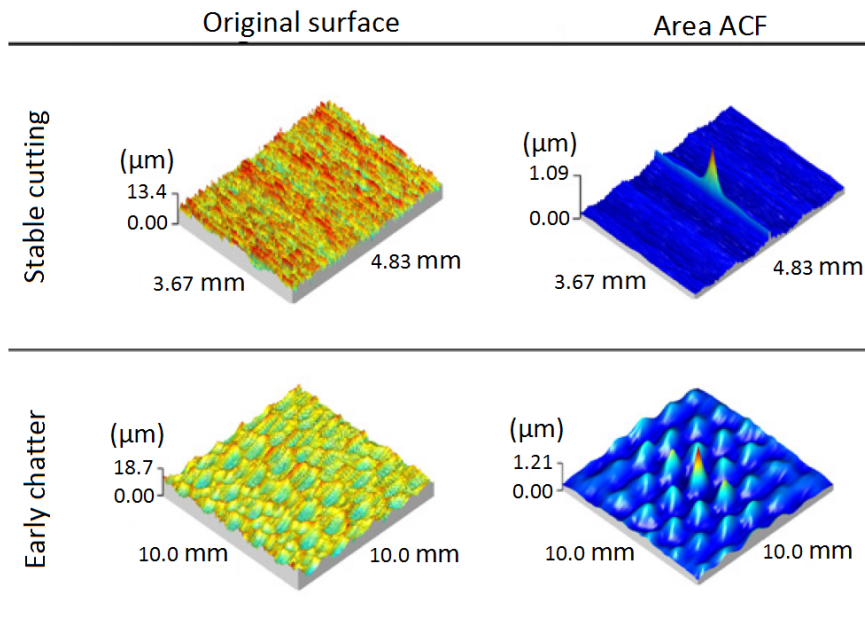 Original surface
Area ACF
Stable cutting
(μm)
13.4
0.00
3.67 mm
4.83 mm
(μm)
1.09
0.00
3.67 mm
4.83 mm
Early chatter
(μm)
18.7
0.00
10.0 mm
10.0 mm
(μm)
1.21
0.00
10.0 mm
10.0 mm